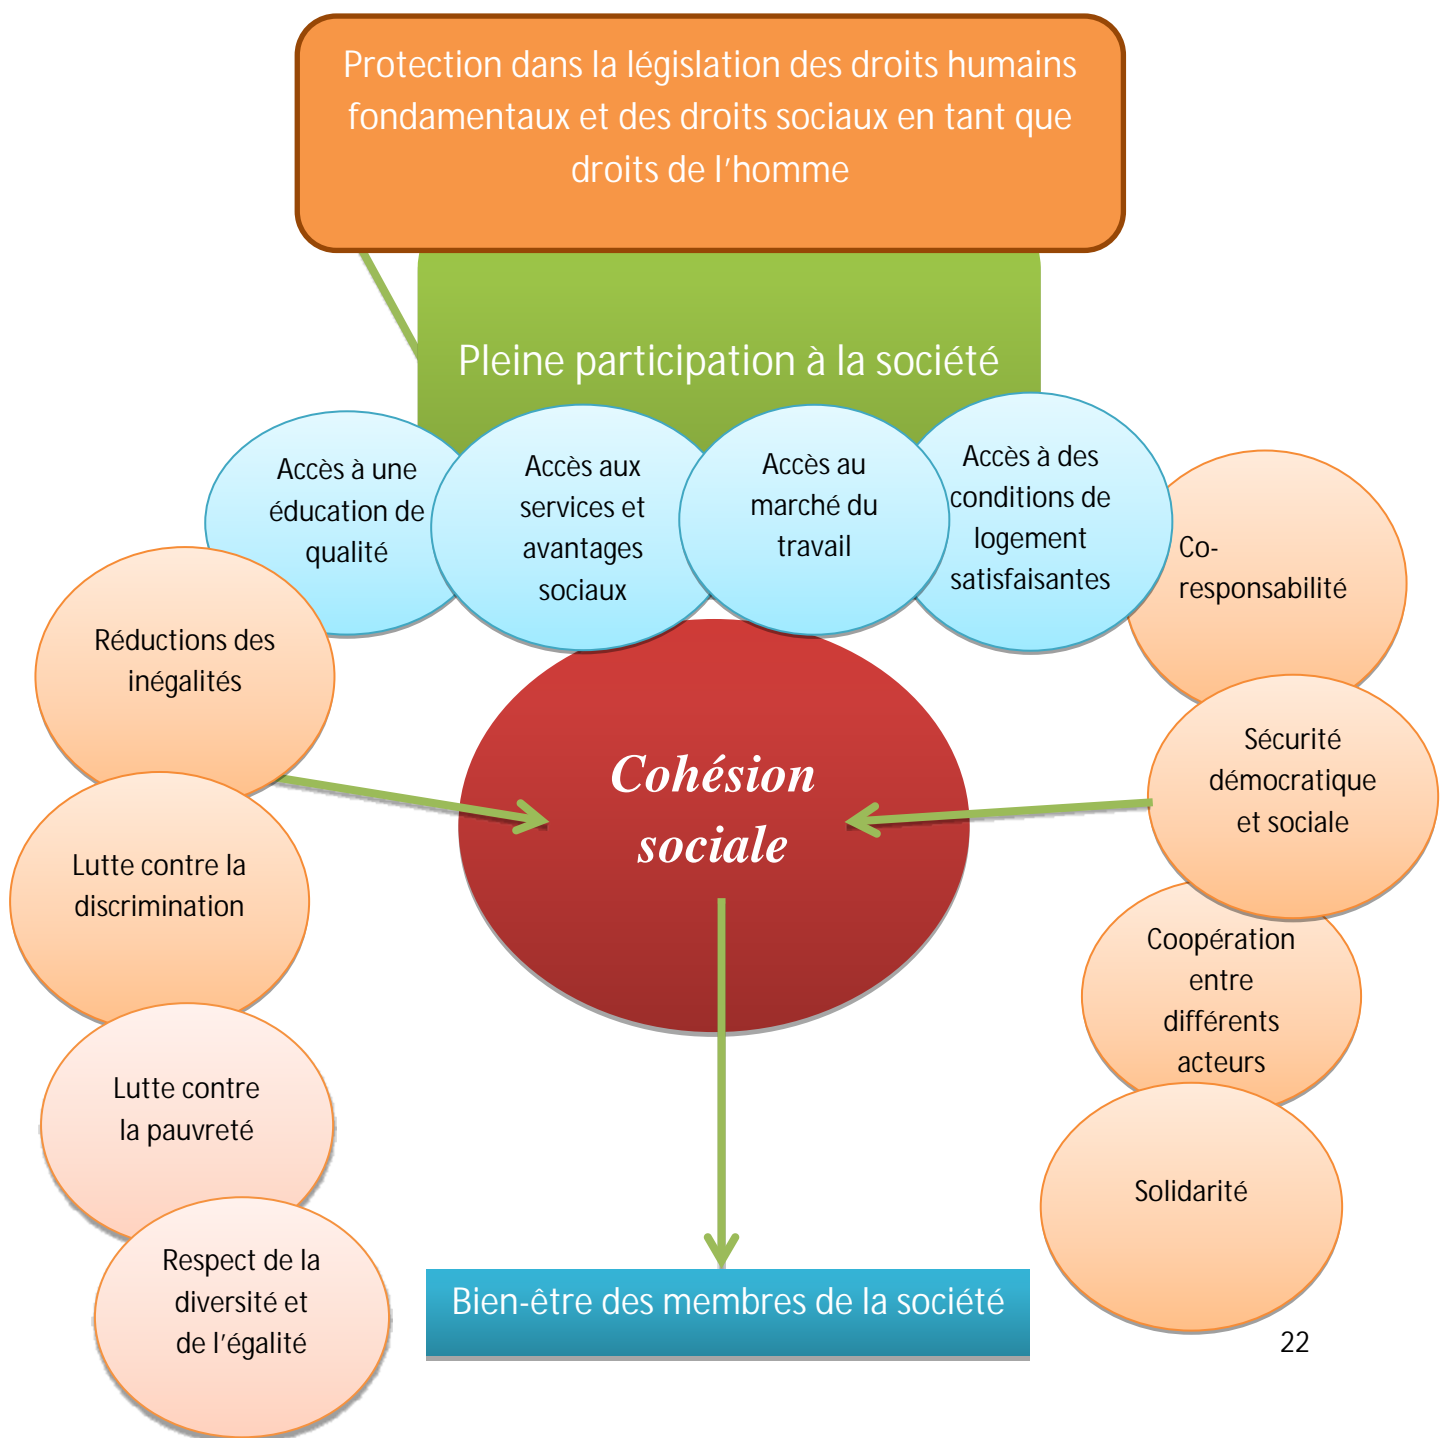 Protection dans la législation des droits humains
fondamentaux et des droits sociaux en tant que
droits de l'homme
Pleine participation à la société
Accès à une
éducation de
qualité
Accès aux
services et
avantages
sociaux
Accès au
marché du
travail
Accès à des
conditions de
logement
satisfaisantes
Co-
responsabilité
Réductions des
inégalités
Cohésion
sociale
Sécurité
démocratique
et sociale
Lutte contre la
discrimination
Coopération
entre
différents
acteurs
Lutte contre
la pauvreté
Solidarité
Respect de la
diversité et
de l'égalité
Bien-être des membres de la société
22